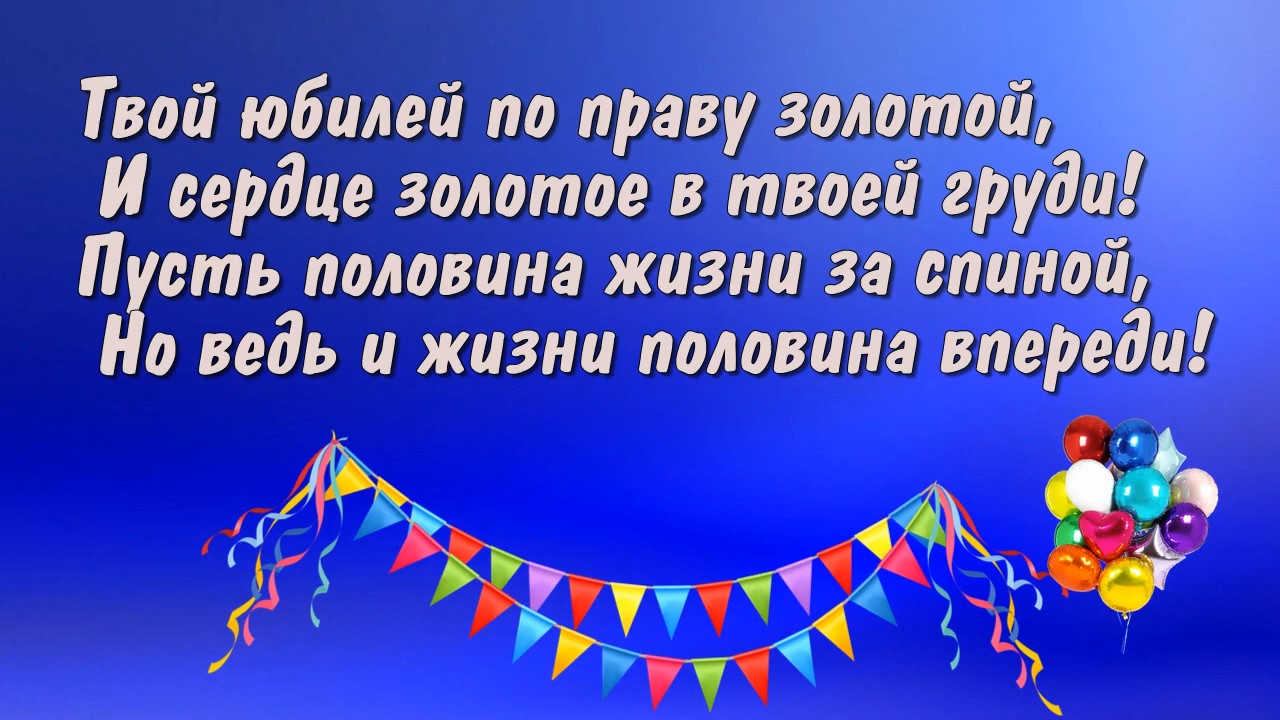 Твой юбилей по праву золотой,
И сердце золотое в твоей груди!
Пусть половина жизни за спиной,
Но ведь и жизни половина впереди!